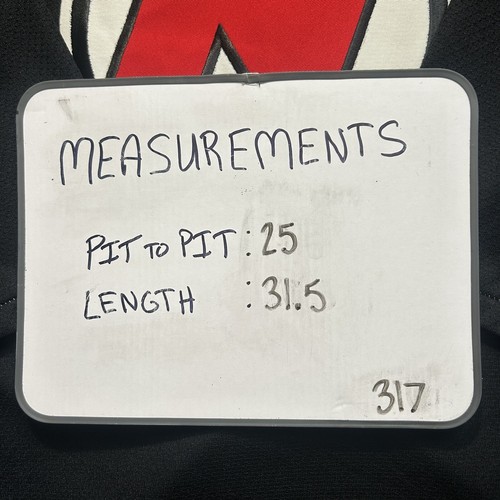 MEASUREMENTS
PIT TO PIT : 25
LENGTH : 31.5
317